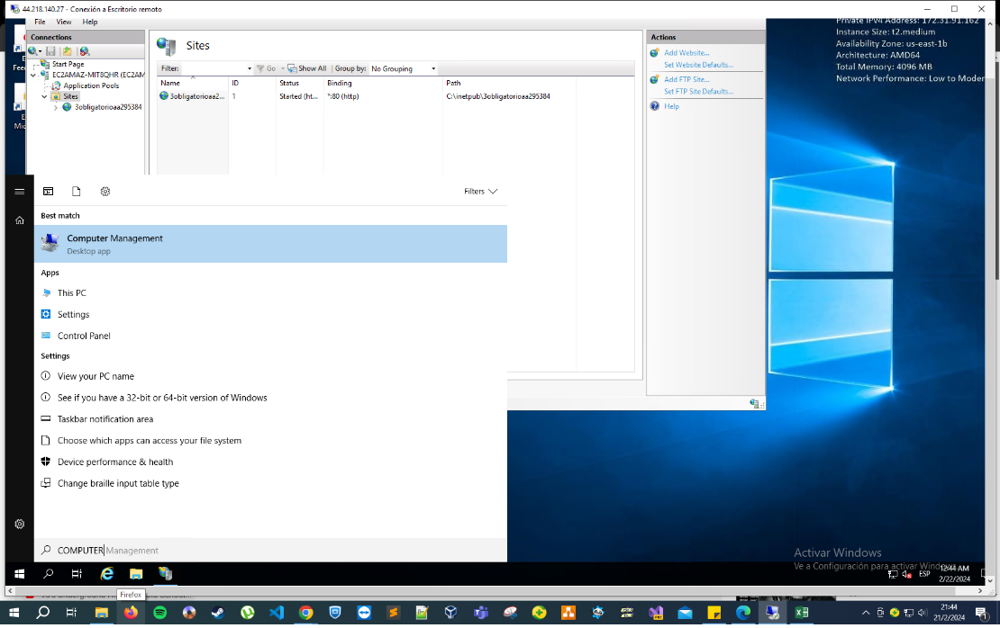 44.218.140.27 - Conexión a Escritorio remoto
File View Help
Private IPv4 Address: 172.31.91.162
Instance Size: t2.medium
Availability Zone: us-east-1b
Architecture: AMD64
Total Memory: 4096 MB
Network Performance: Low to Moder
Connections
Start Page
EC2AMAZ-MIT8QHR (EC2AM
Application Pools
Sites
3obligatorioaa295384
Sites
Filter: Go Show All Group by: No Grouping
Name ID Status Binding Path
3obligatorioaa2... 1 Started (ht... *:80 (http) C:\inetpub\3obligatorioaa295384
Actions
Add Website...
Set Website Defaults...
Add FTP Site...
Set FTP Site Defaults...
Help
E
Feed
E
Mic
Filters
Best match
Computer Management
Desktop app
Apps
This PC
Settings
Control Panel
Settings
View your PC name
See if you have a 32-bit or 64-bit version of Windows
Taskbar notification area
Choose which apps can access your file system
Device performance & health
Change braille input table type
COMPUTER Management
Activar Windows
Ve a Configuración para activar Windows
ESP
12:44 AM
2/22/2024
Firefox
21:44
21/2/2024
1